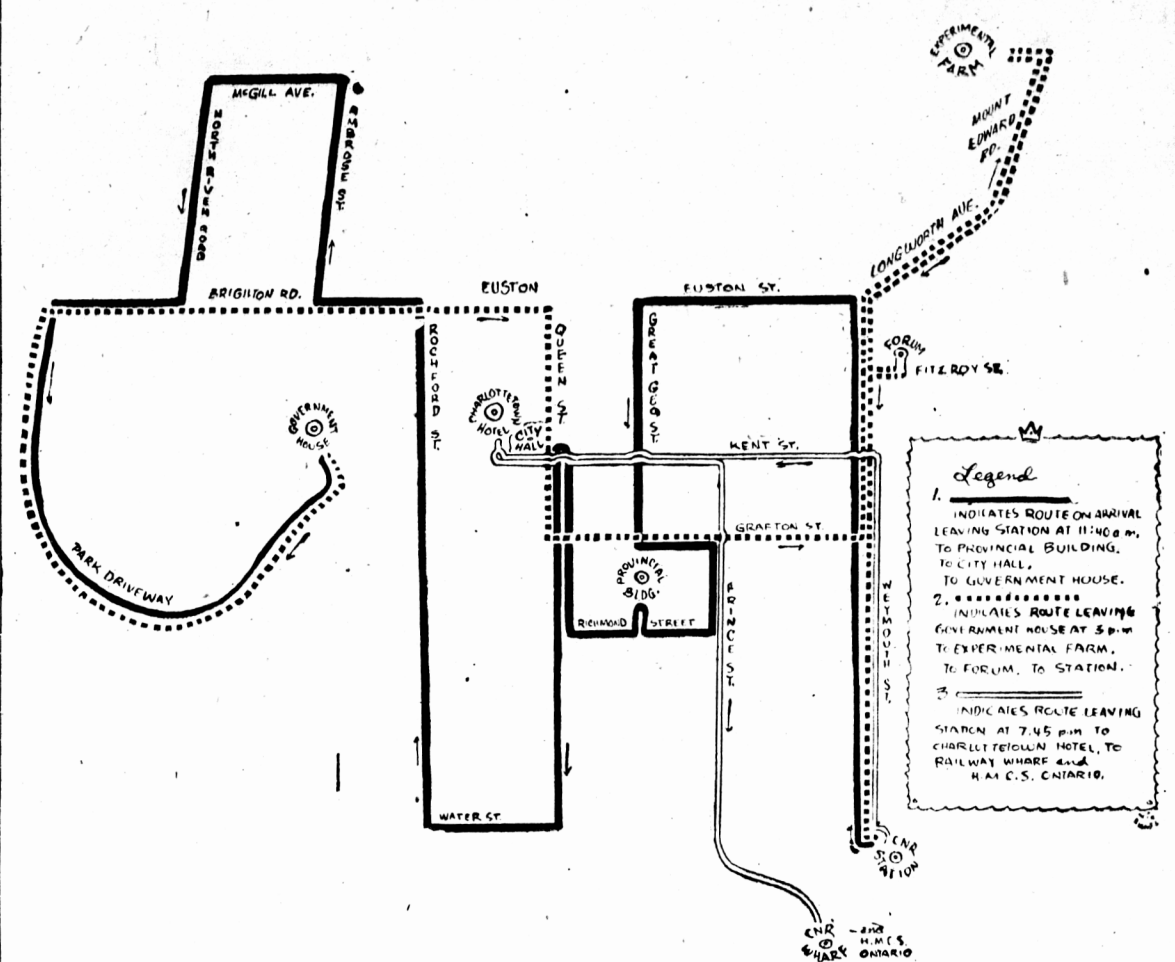 EXPERIMENTAL
FARM
McGILL AVE.
NORTH RIVER ROAD
AMBROSE ST.
MOUNT
EDWARD
RD.
LONGWORTH AVE.
BRIGHTON RD.
EUSTON
EUSTON ST.
ROCHFORD ST.
QUEEN ST.
GREAT GEO. ST.
FORUM
FITZROY ST.
GOVERNMENT
HOUSE
CHARLOTTETOWN
HOTEL
CITY
HALL
KENT ST.
GRAFTON ST.
PROVINCIAL
BLDG.
RICHMOND STREET
PRINCE ST.
WEYMOUTH ST.
PARK DRIVEWAY
WATER ST.
CNR
STATION
CNR
WHARF
-and
H.M.C.S.
ONTARIO
Legend
1.
INDICATES ROUTE ON ARRIVAL
LEAVING STATION AT 11:40 a.m.
TO PROVINCIAL BUILDING.
TO CITY HALL.
TO GOVERNMENT HOUSE.
2.
INDICATES ROUTE LEAVING
GOVERNMENT HOUSE AT 3 p.m
TO EXPERIMENTAL FARM.
TO FORUM. TO STATION.
3
INDICATES ROUTE LEAVING
STATION AT 7.45 p.m TO
CHARLOTTETOWN HOTEL, TO
RAILWAY WHARF and
H.M.C.S. ONTARIO.